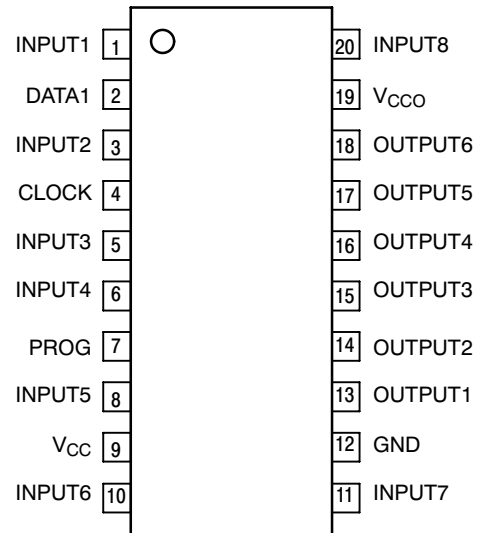 INPUT1 1 20 INPUT8
DATA1 2 19 VCCO
INPUT2 3 18 OUTPUT6
CLOCK 4 17 OUTPUT5
INPUT3 5 16 OUTPUT4
INPUT4 6 15 OUTPUT3
PROG 7 14 OUTPUT2
INPUT5 8 13 OUTPUT1
VCC 9 12 GND
INPUT6 10 11 INPUT7